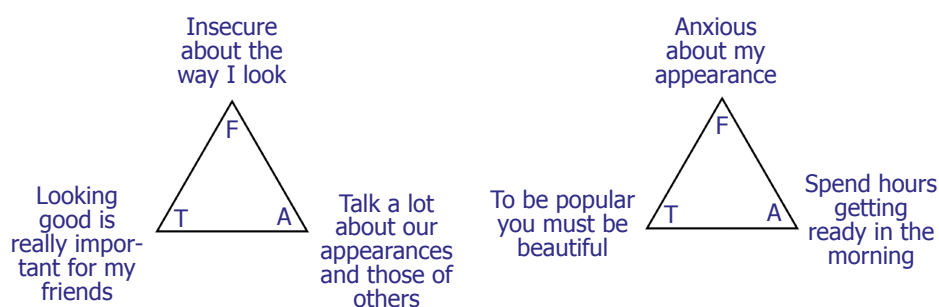 Insecure
about the
way I look
F
Looking
good is
really impor-
tant for my
friends
T
A
Talk a lot
about our
appearances
and those of
others
Anxious
about my
appearance
F
To be popular
you must be
beautiful
T
A
Spend hours
getting
ready in the
morning